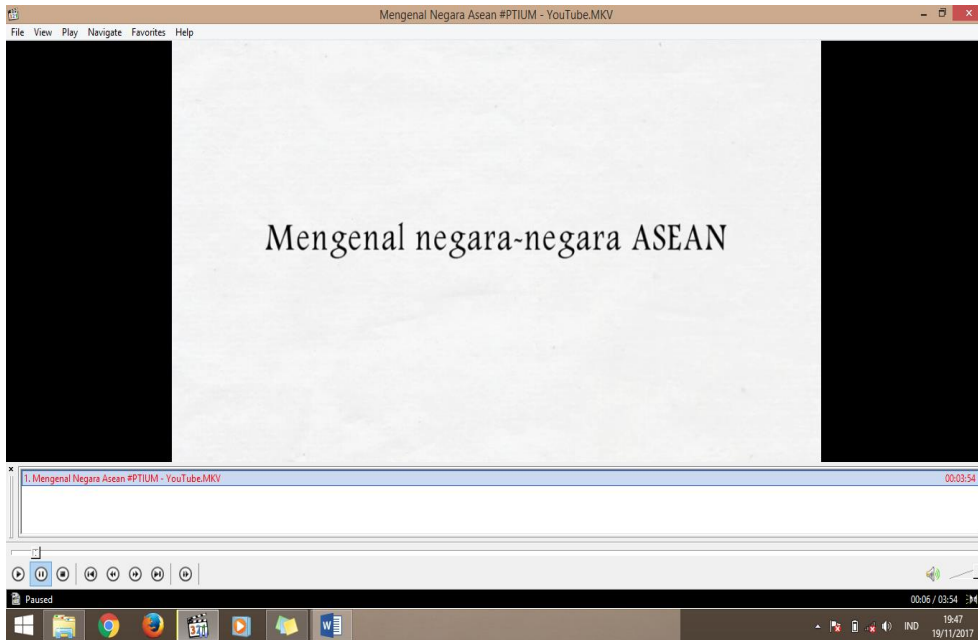 Mengenal Negara Asean #PTIUM - YouTube.MKV
File View Play Navigate Favorites Help
Mengenal negara-negara ASEAN
1. Mengenal Negara Asean #PTIUM - YouTube.MKV 00:03:54
Paused 00:06 / 03:54
IND 19:47
19/11/2017